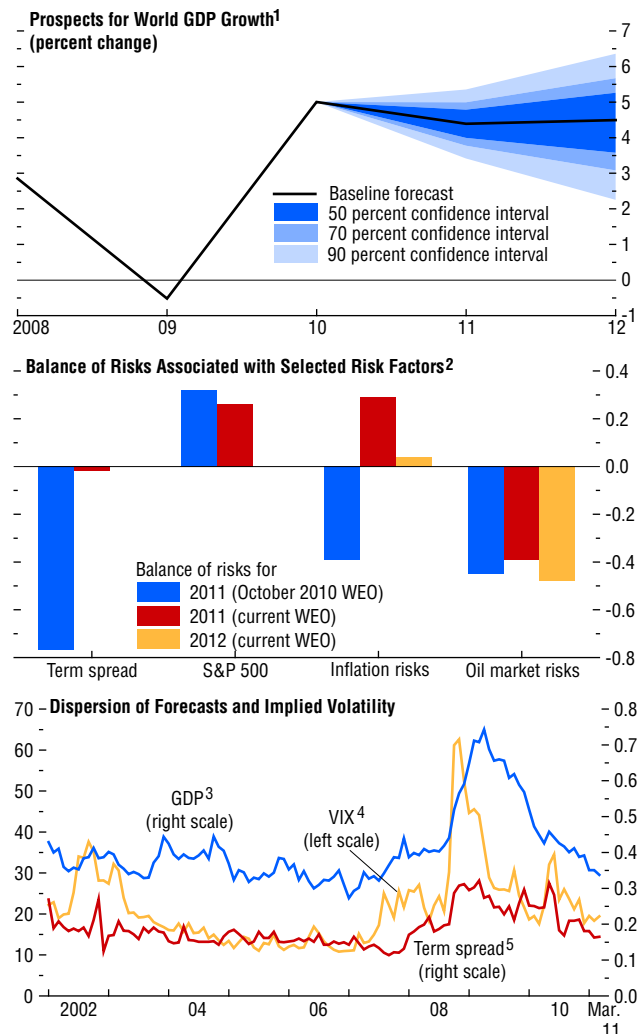 Prospects for World GDP Growth1
(percent change)
7
6
5
4
3
2
1
0
-1
Baseline forecast
50 percent confidence interval
70 percent confidence interval
90 percent confidence interval
2008 09 10 11 12
Balance of Risks Associated with Selected Risk Factors2
0.4
0.2
0.0
-0.2
-0.4
-0.6
-0.8
Balance of risks for
2011 (October 2010 WEO)
2011 (current WEO)
2012 (current WEO)
Term spread S&P 500 Inflation risks Oil market risks
Dispersion of Forecasts and Implied Volatility
70
60
50
40
30
20
10
0
0.8
0.7
0.6
0.5
0.4
0.3
0.2
0.1
0.0
GDP3
(right scale)
VIX4
(left scale)
Term spread5
(right scale)
2002 04 06 08 10 Mar.
11